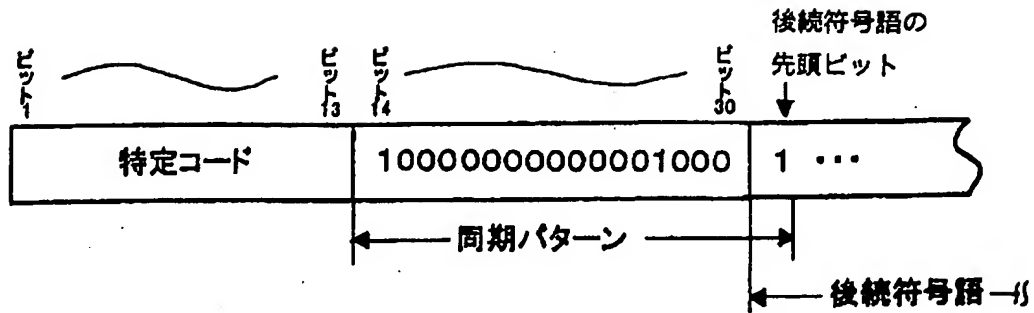 後続符号語の
先頭ビット
ビット1
ビット13
ビット14
ビット30
特定コード
10000000000001000
1 ・・・
同期パターン
後続符号語